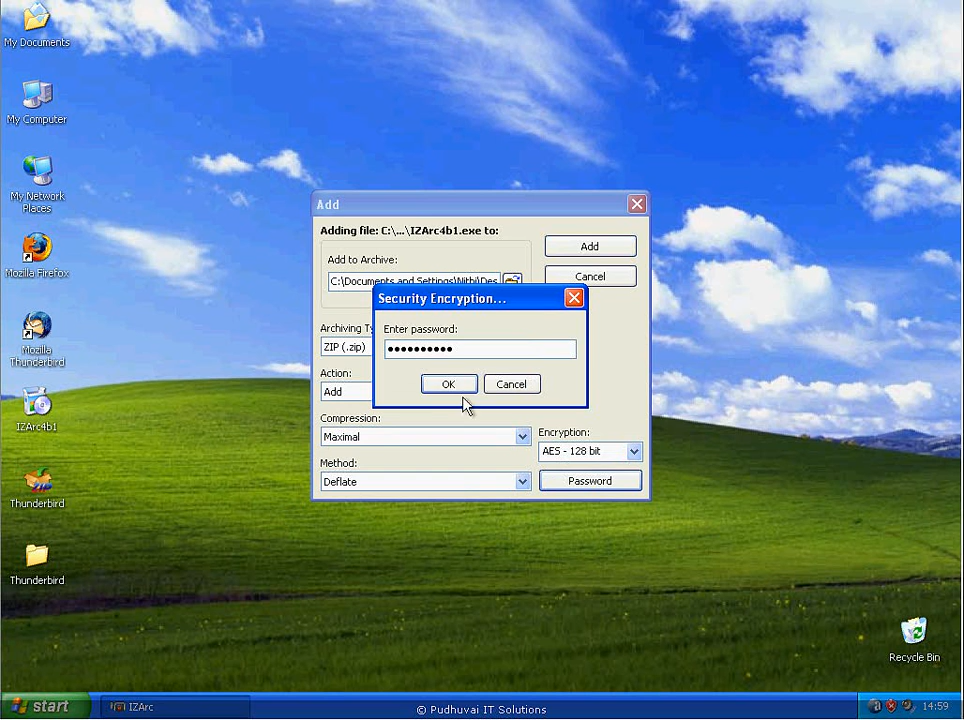 My Documents
My Computer
My Network
Places
Mozilla Firefox
Mozilla
Thunderbird
IZArc4b1
Thunderbird
Thunderbird
Add
Adding file: C:\...\IZArc4b1.exe to:
Add to Archive:
C:\Documents and Settings\Nithi\Des
Add
Cancel
Security Encryption...
Enter password:
••••••••••
OK
Cancel
Archiving Ty
ZIP (.zip)
Action:
Add
Compression:
Maximal
Encryption:
AES - 128 bit
Method:
Deflate
Password
Recycle Bin
start
IZArc
© Pudhuvai IT Solutions
14:59